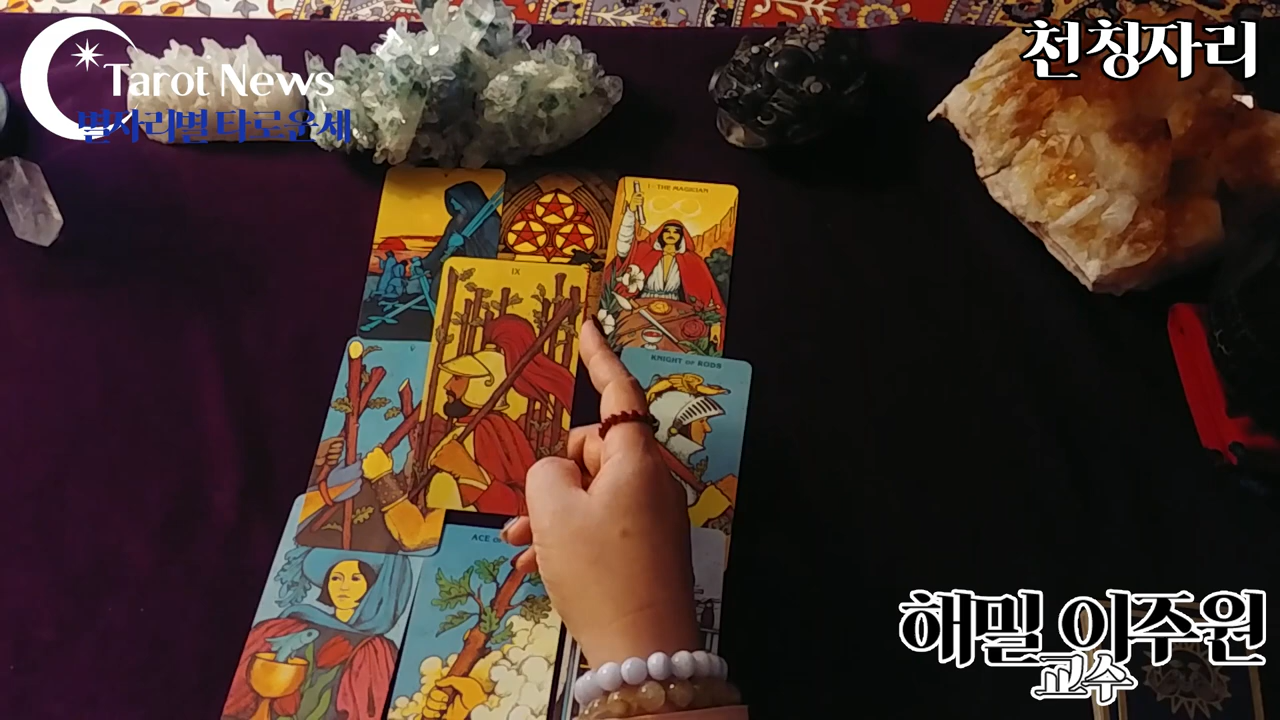 Tarot News
별자리별 타로운세
천칭자리
I - THE MAGICIAN
IX
V
KNIGHT OF RODS
ACE OF
해밀 이주원
교수